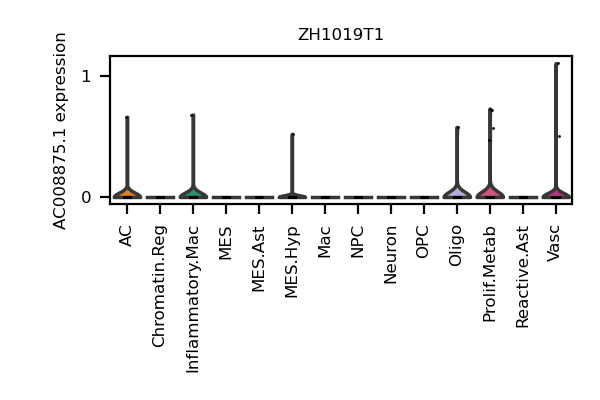 ZH1019T1
AC008875.1 expression
1
0
AC
Chromatin.Reg
Inflammatory.Mac
MES
MES.Ast
MES.Hyp
Mac
NPC
Neuron
OPC
Oligo
Prolif.Metab
Reactive.Ast
Vasc